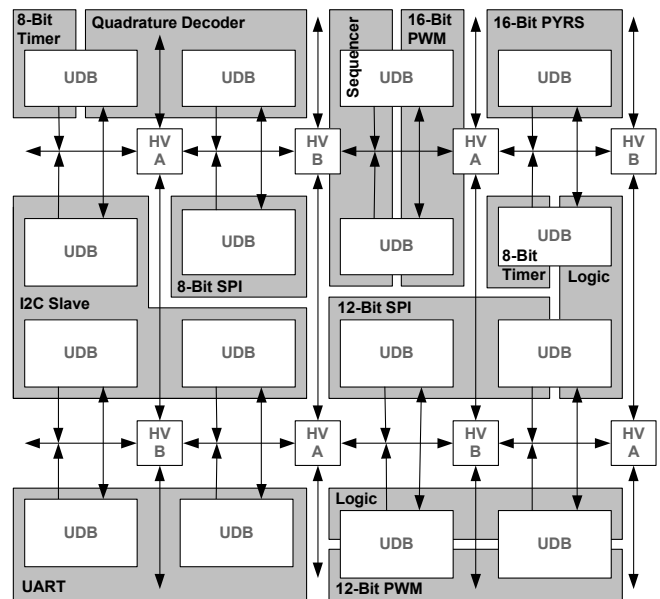 8-Bit
Timer
Quadrature Decoder
Sequencer
16-Bit
PWM
16-Bit PYRS
UDB
UDB
UDB
UDB
HV
A
HV
B
HV
A
HV
B
UDB
UDB
UDB
UDB
8-Bit
Timer
Logic
8-Bit SPI
I2C Slave
12-Bit SPI
UDB
UDB
UDB
UDB
HV
B
HV
A
HV
B
HV
A
Logic
UDB
UDB
UDB
UDB
UART
12-Bit PWM